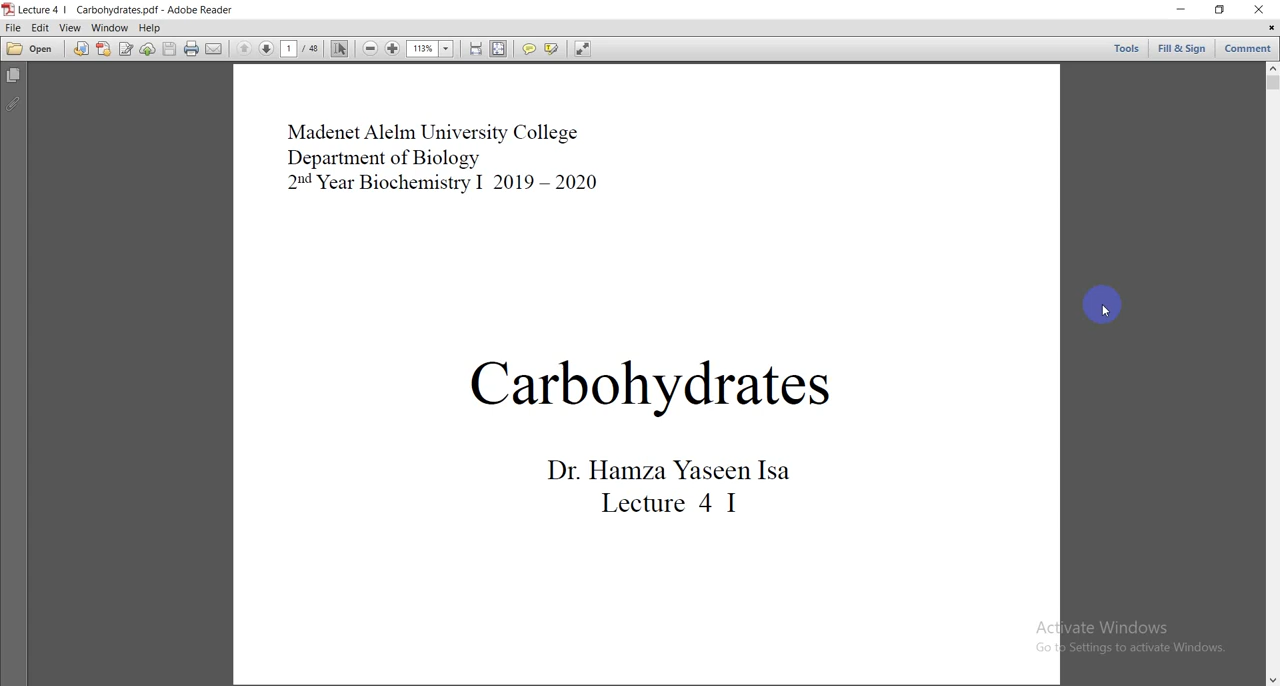 Lecture 4 I Carbohydrates.pdf - Adobe Reader
File Edit View Window Help
Open 1 / 48 113% Tools Fill & Sign Comment
Madenet Alelm University College
Department of Biology
2nd Year Biochemistry I 2019 – 2020
Carbohydrates
Dr. Hamza Yaseen Isa
Lecture 4 I
Activate Windows
Go to Settings to activate Windows.